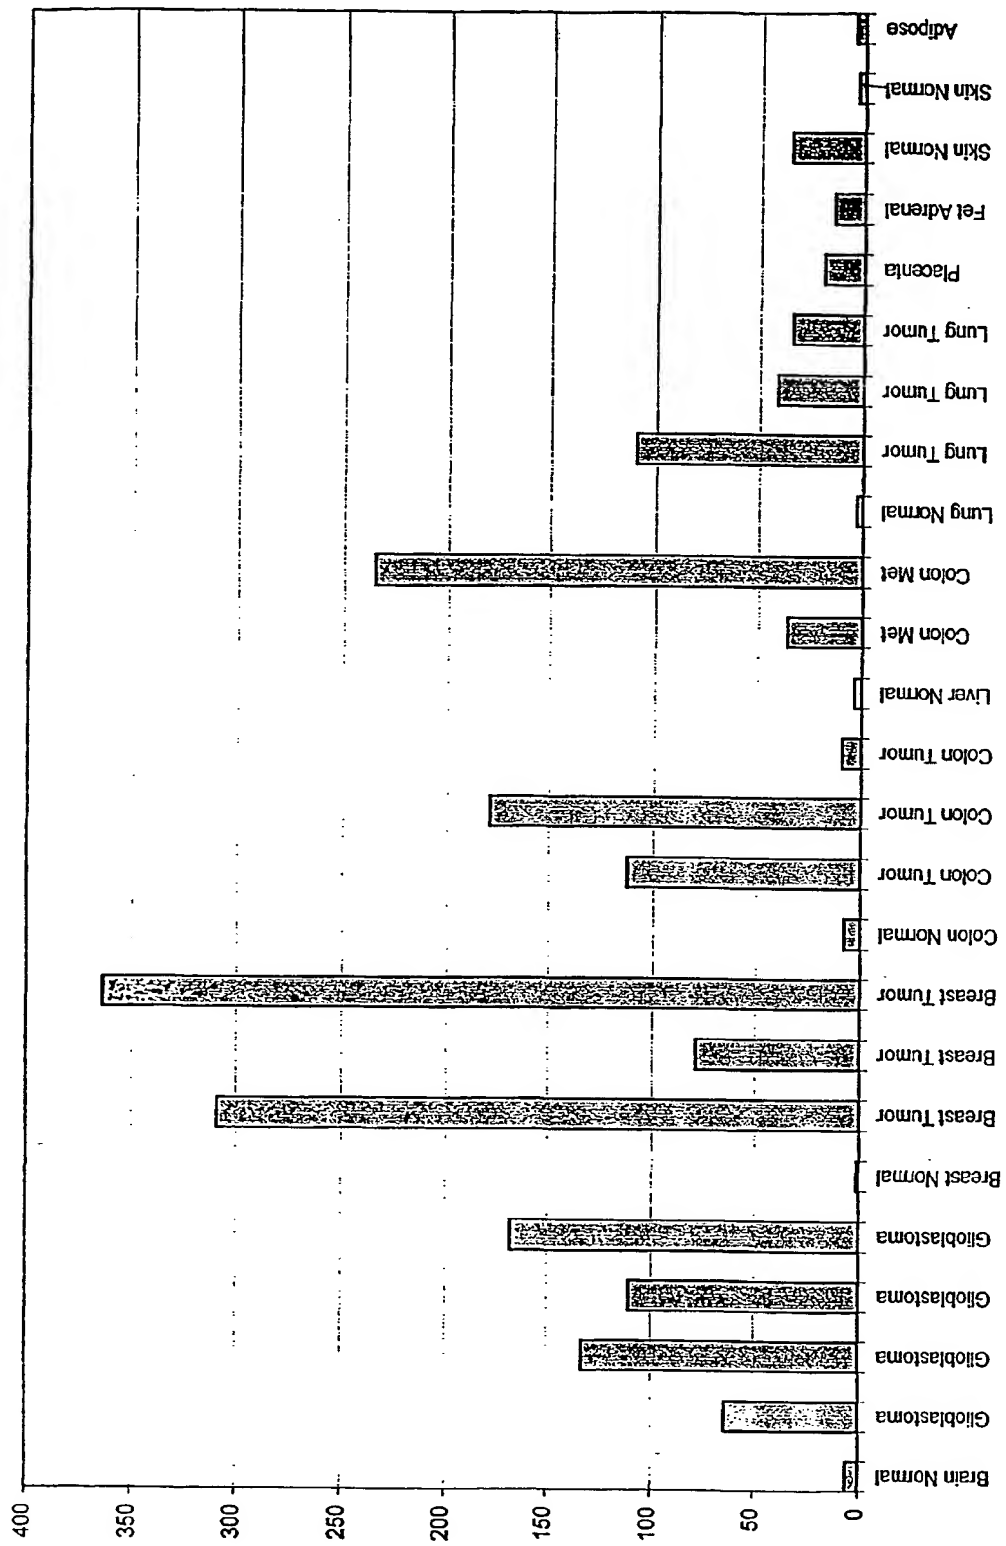 400
350
300
250
200
150
100
50
0
Brain Normal
Glioblastoma
Glioblastoma
Glioblastoma
Glioblastoma
Breast Normal
Breast Tumor
Breast Tumor
Breast Tumor
Colon Normal
Colon Tumor
Colon Tumor
Colon Tumor
Liver Normal
Colon Met
Colon Met
Lung Normal
Lung Tumor
Lung Tumor
Lung Tumor
Placenta
Fet Adrenal
Skin Normal
Skin Normal
Adipose